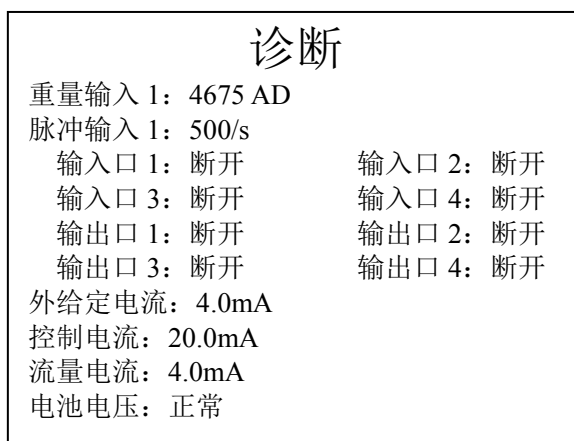 诊断
重量输入 1：4675 AD
脉冲输入 1：500/s
输入口 1：断开 输入口 2：断开
输入口 3：断开 输入口 4：断开
输出口 1：断开 输出口 2：断开
输出口 3：断开 输出口 4：断开
外给定电流：4.0mA
控制电流：20.0mA
流量电流：4.0mA
电池电压：正常